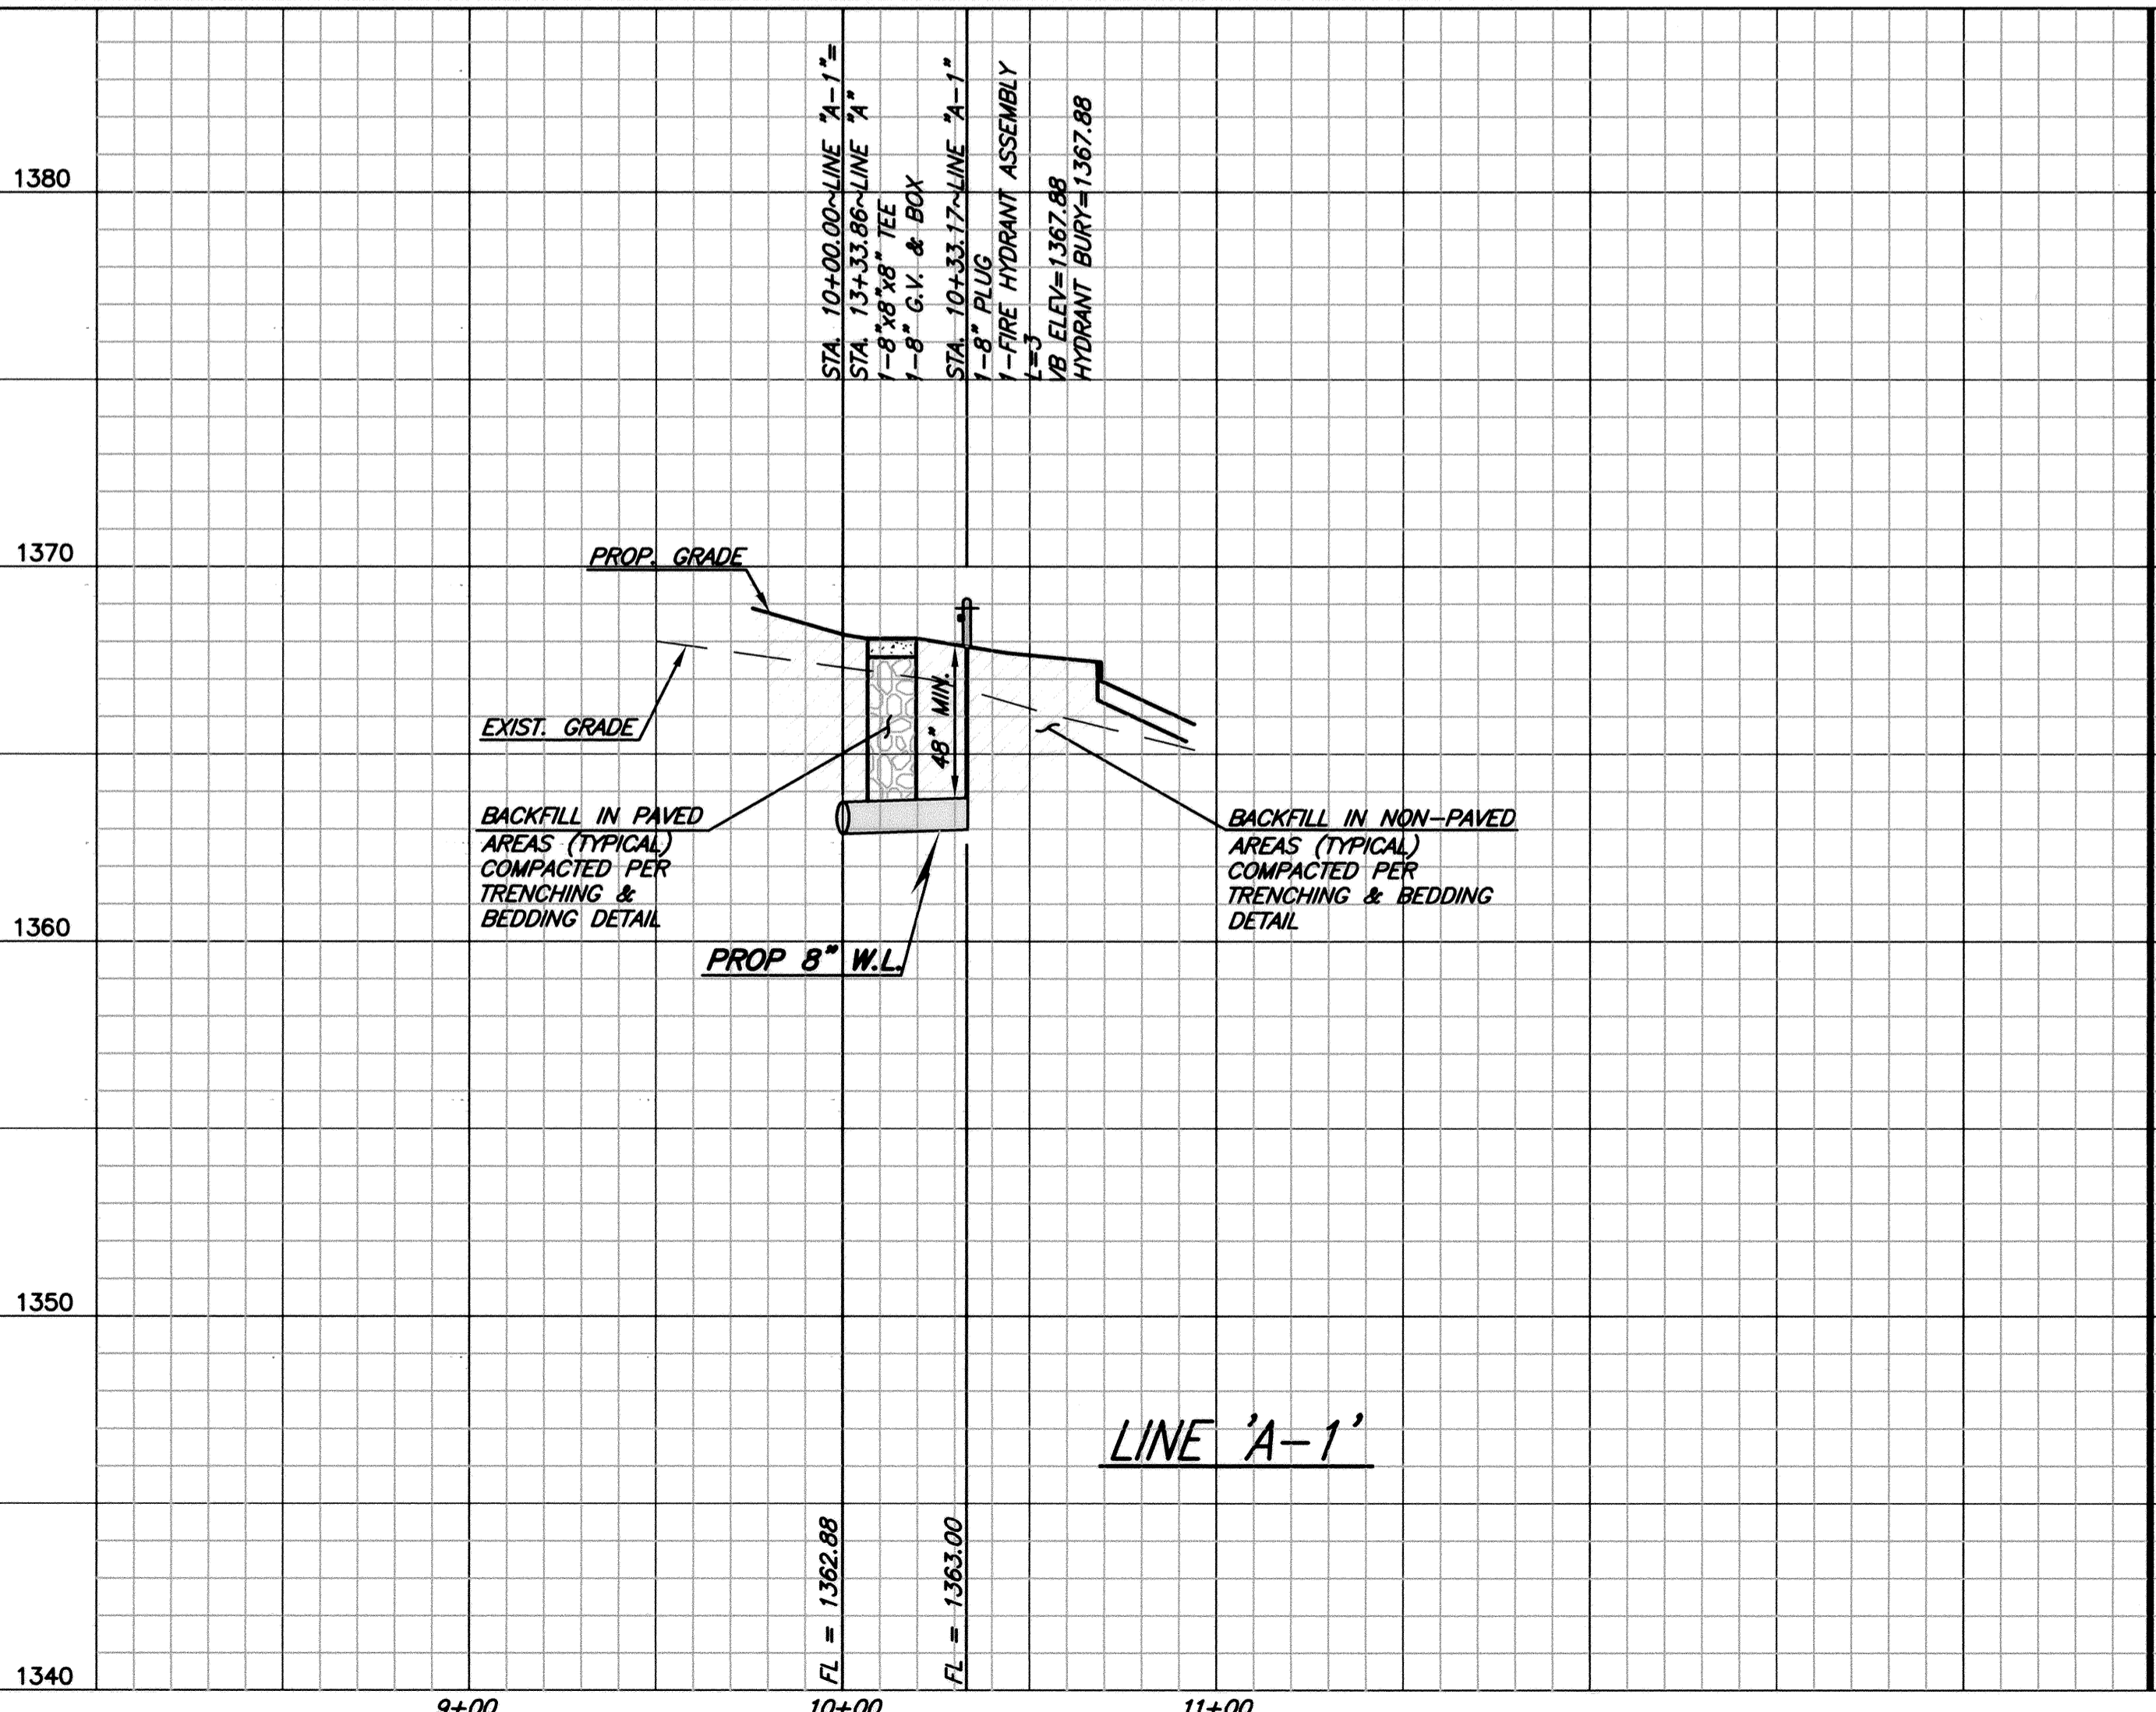 STA. 10+00.00~LINE "A-1"=
STA. 13+33.86~LINE "A"
1-8"x8"x8" TEE
1-8" G.V. & BOX
STA. 10+33.17~LINE "A-1"
1-8" PLUG
1-FIRE HYDRANT ASSEMBLY
L=3
VB ELEV=1367.88
HYDRANT BURY=1367.88
1380
1370
PROP. GRADE
EXIST. GRADE
48" MIN.
BACKFILL IN PAVED
AREAS (TYPICAL)
COMPACTED PER
TRENCHING &
BEDDING DETAIL
BACKFILL IN NON-PAVED
AREAS (TYPICAL)
COMPACTED PER
TRENCHING & BEDDING
DETAIL
1360
PROP 8" W.L.
1350
LINE 'A-1'
FL = 1362.88
FL = 1363.00
1340
9+00
10+00
11+00